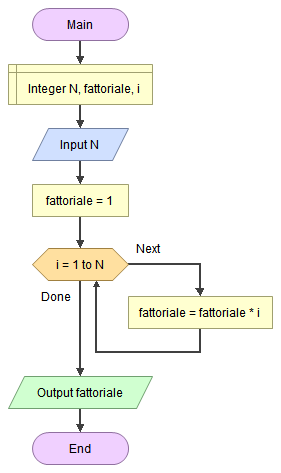 Main
Integer N, fattoriale, i
Input N
fattoriale = 1
i = 1 to N
Next
Done
fattoriale = fattoriale * i
Output fattoriale
End